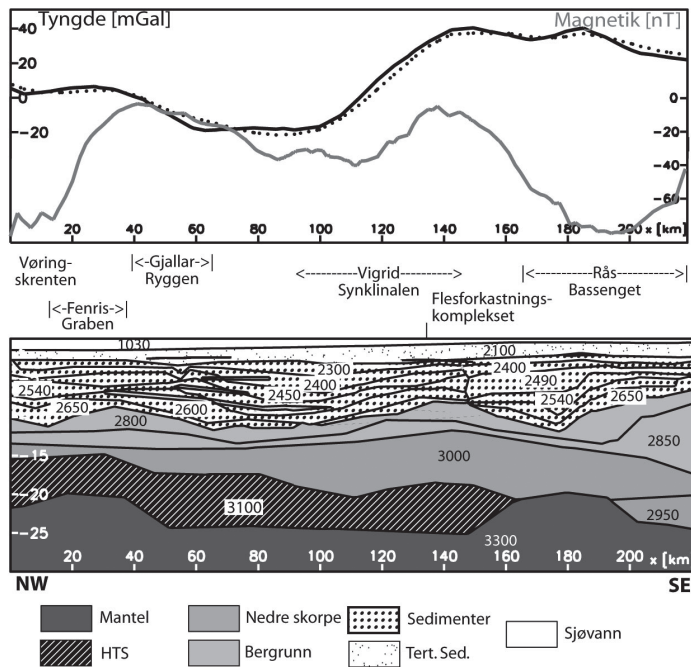 Tyngde [mGal] Magnetik [nT]
40
20
0
-20
0
-20
-40
-60
20 40 60 80 100 120 140 160 180 200 x [km]
Vøring-
skrenten
|<-Gjallar->|
Ryggen
<----------Vigrid------->
Synklinalen
|<----------Rås---------->|
Bassenget
|<-Fenris->|
Graben
Flesforkastnings-
komplekset
1030 2100
2300 2400
2540 2400 2450 2490
2650 2600 2540 2650
2800 2850
-15 3000
-20 3100 2950
-25 3300
20 40 60 80 100 120 140 160 180 200 x [km
NW SE
Mantel Nedre skorpe Sedimenter Sjøvann
HTS Bergrunn Tert. Sed.